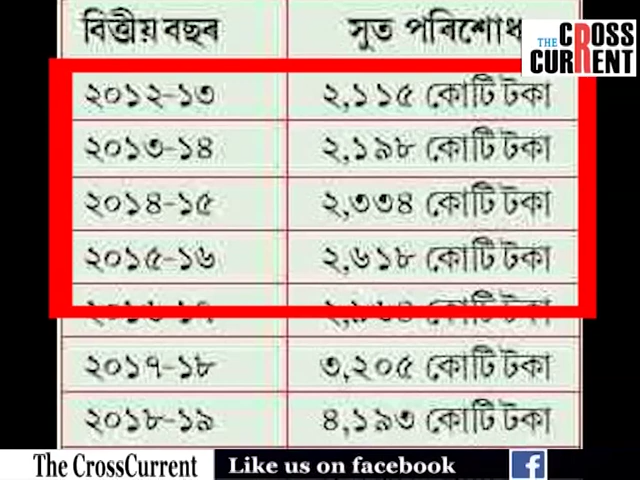 বিত্তীয় বছৰ সুত পৰিশোধ
THE CROSS CURRENT
২০১২-১৩ ২,১১৫ কোটি টকা
২০১৩-১৪ ২,১৯৮ কোটি টকা
২০১৪-১৫ ২,৩৩৪ কোটি টকা
২০১৫-১৬ ২,৬১৮ কোটি টকা
২০১৭-১৮ ৩,২০৫ কোটি টকা
২০১৮-১৯ ৪,১৯৩ কোটি টকা
The CrossCurrent Like us on facebook f